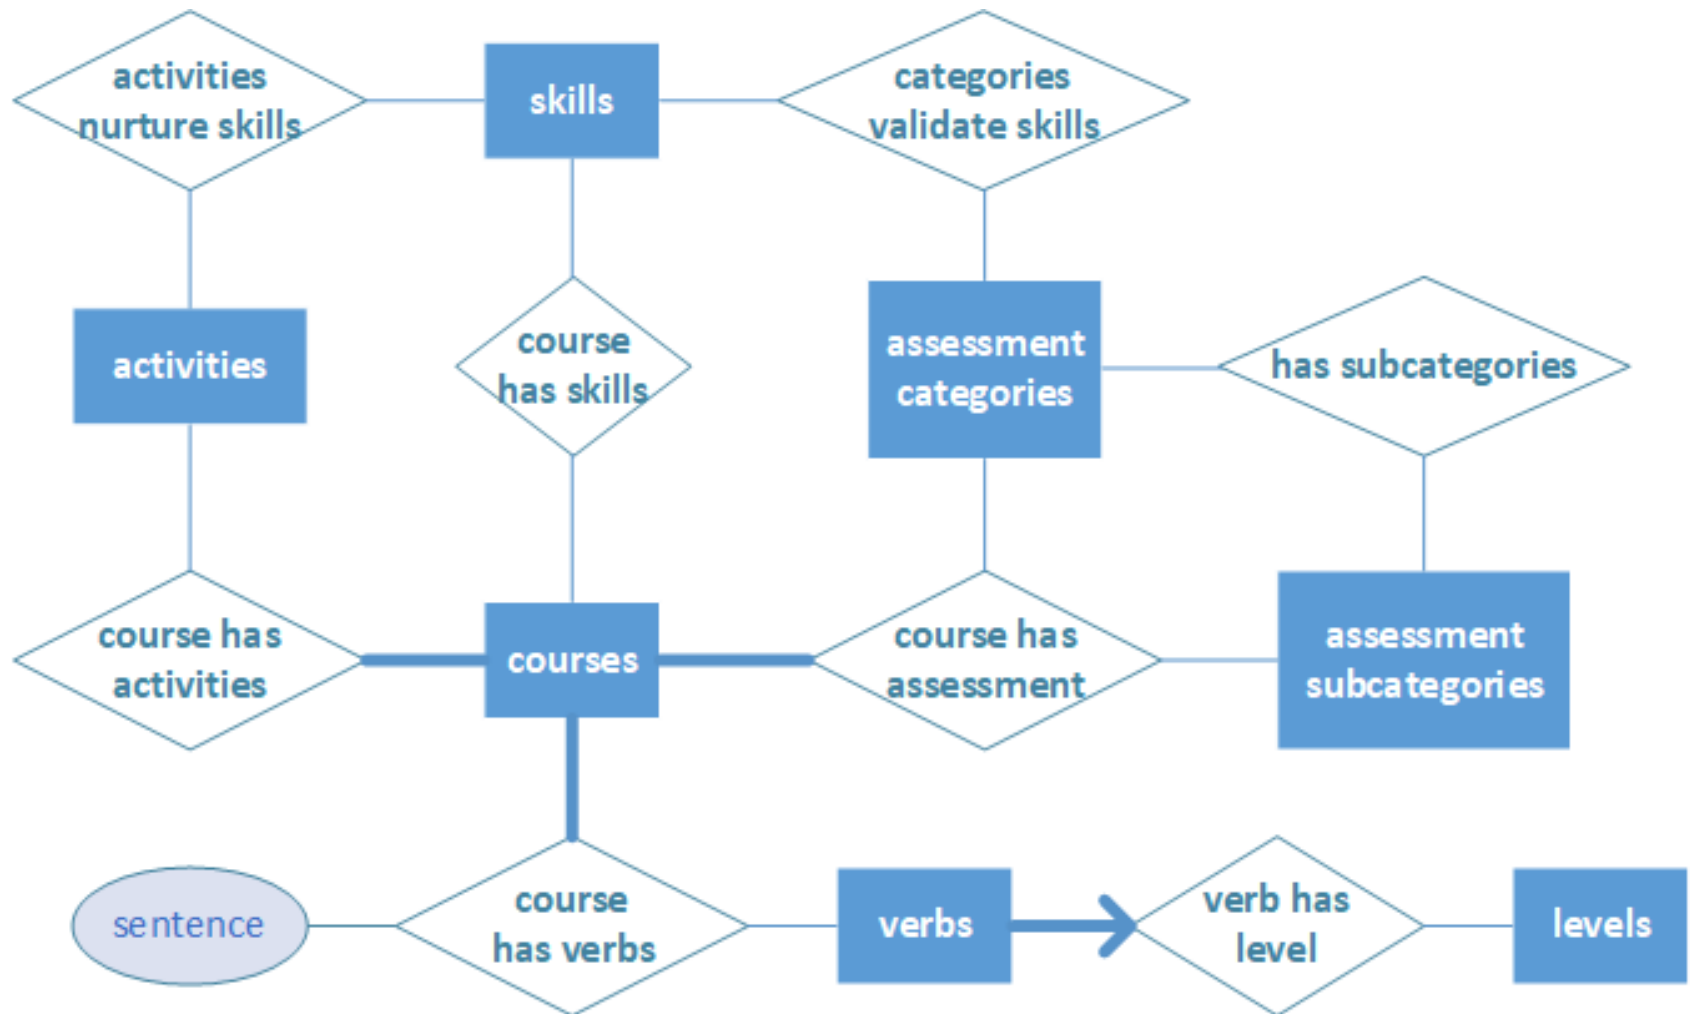 activities
nurture skills
skills
categories
validate skills
activities
course
has skills
assessment
categories
has subcategories
course has
activities
courses
course has
assessment
assessment
subcategories
sentence
course
has verbs
verbs
verb has
level
levels